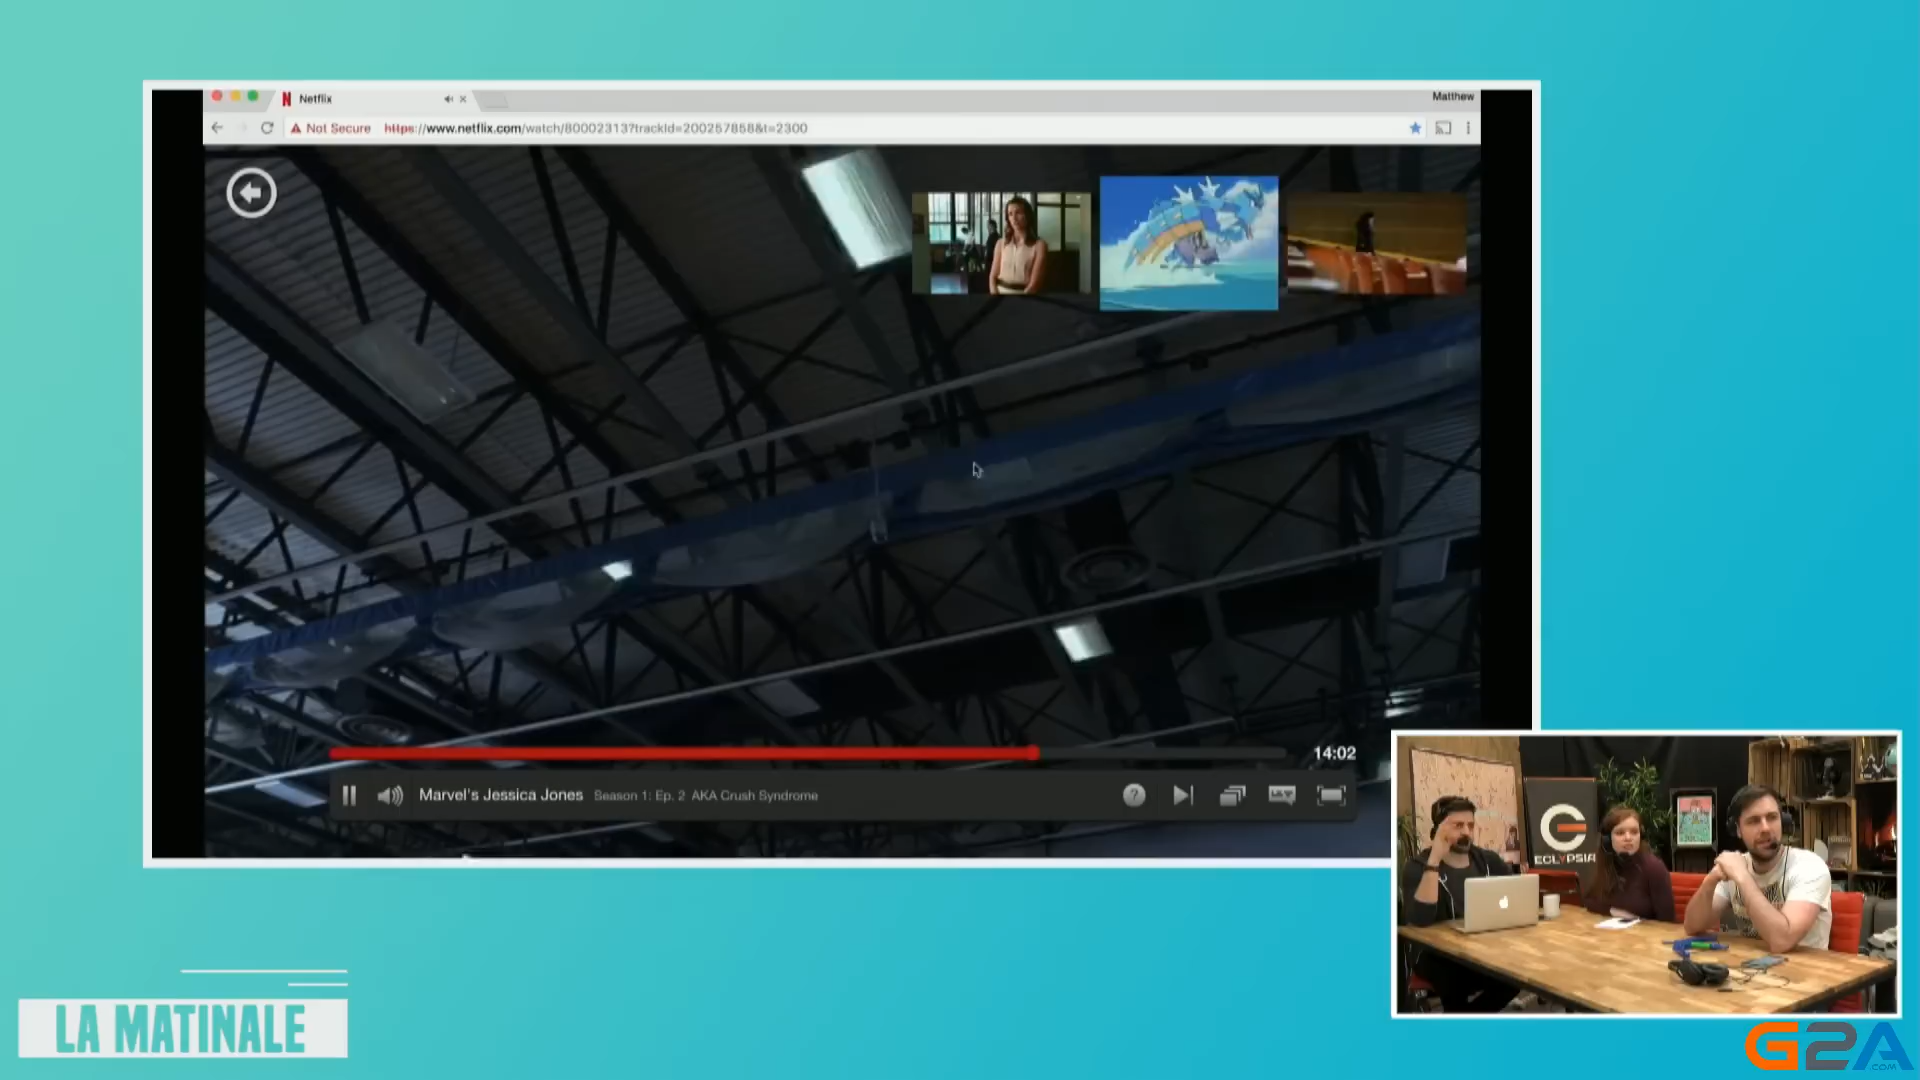 Netflix
Matthew
Not Secure https://www.netflix.com/watch/80002313?trackId=200257858&t=2300
14:02
Marvel's Jessica Jones Season 1: Ep. 2 AKA Crush Syndrome
?
ECLYPSIA
LA MATINALE
G2A
.COM